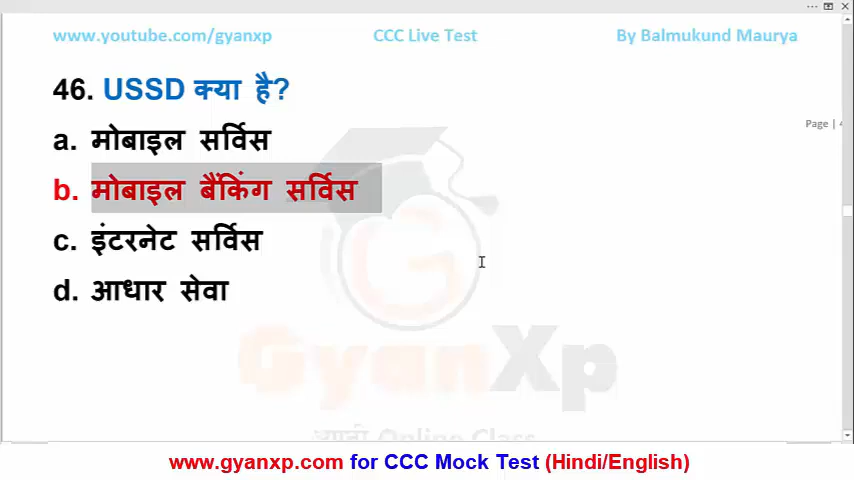 www.youtube.com/gyanxp CCC Live Test By Balmukund Maurya
46. USSD क्या है?
Page | 4
a. मोबाइल सर्विस
b. मोबाइल बैंकिंग सर्विस
c. इंटरनेट सर्विस
d. आधार सेवा
GyanXp
Online Class
www.gyanxp.com for CCC Mock Test (Hindi/English)